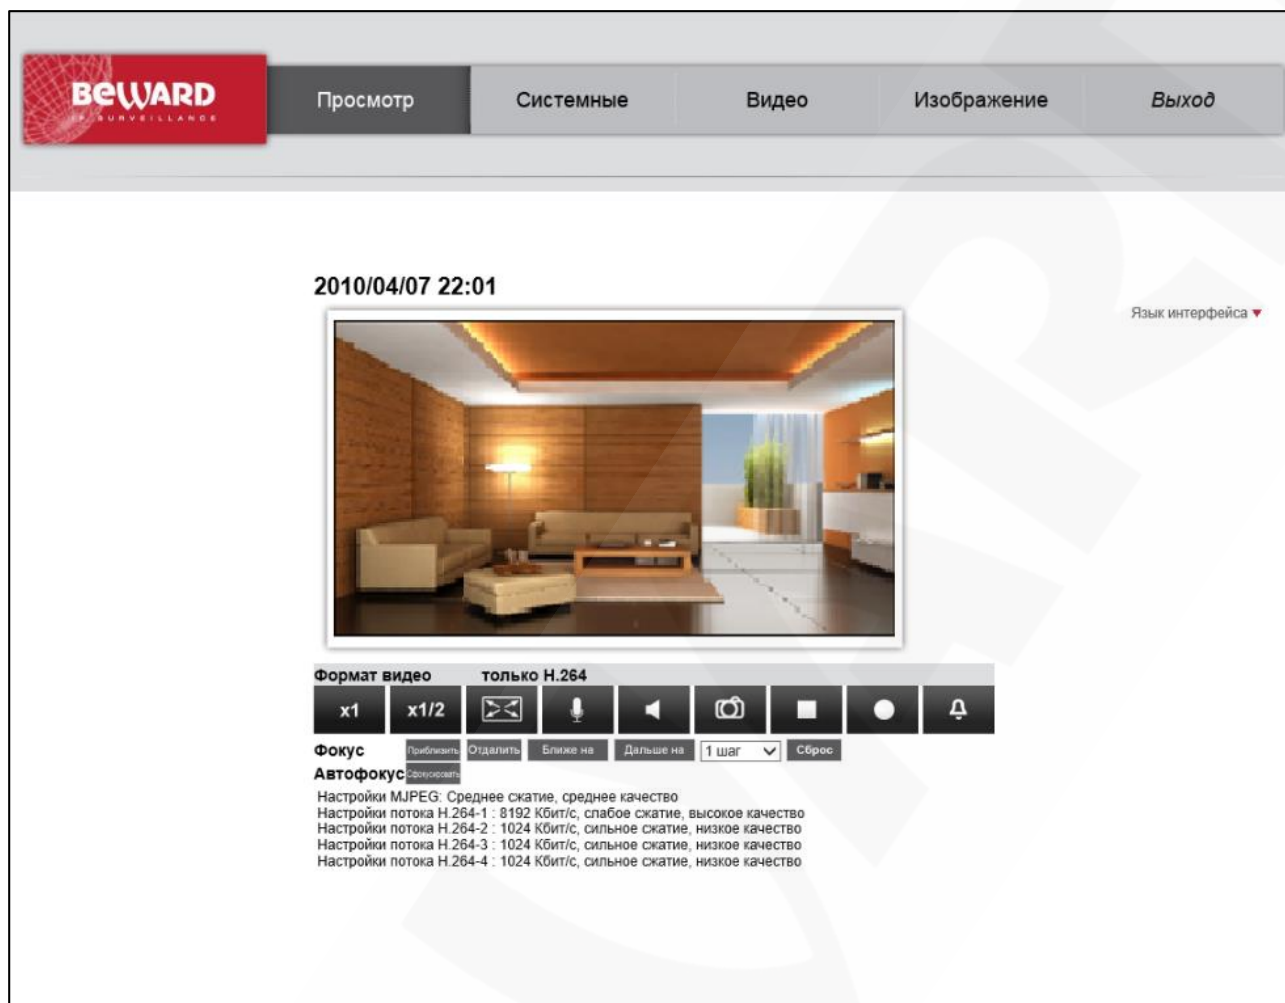 BEWARD
IP SURVEILLANCE
Просмотр
Системные
Видео
Изображение
Выход
2010/04/07 22:01
Язык интерфейса
Формат видео только H.264
x1 x1/2
Фокус Приблизить Отдалить Ближе на Дальше на 1 шаг Сброс
Автофокус Сфокусировать
Настройки MJPEG: Среднее сжатие, среднее качество
Настройки потока H.264-1 : 8192 Кбит/с, слабое сжатие, высокое качество
Настройки потока H.264-2 : 1024 Кбит/с, сильное сжатие, низкое качество
Настройки потока H.264-3 : 1024 Кбит/с, сильное сжатие, низкое качество
Настройки потока H.264-4 : 1024 Кбит/с, сильное сжатие, низкое качество